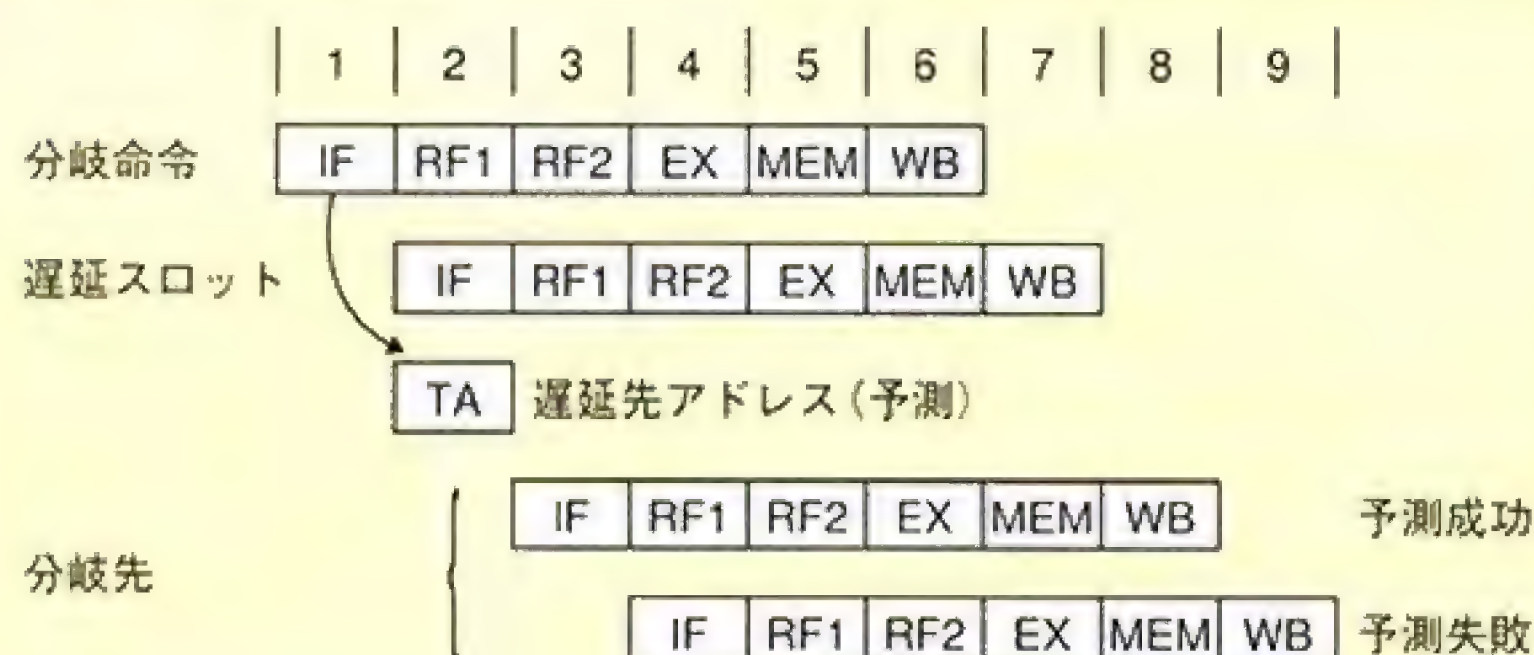 1 2 3 4 5 6 7 8 9
分岐命令 IF RF1 RF2 EX MEM WB
遅延スロット IF RF1 RF2 EX MEM WB
TA 遅延先アドレス(予測)
IF RF1 RF2 EX MEM WB 予測成功
分岐先
IF RF1 RF2 EX MEM WB 予測失敗